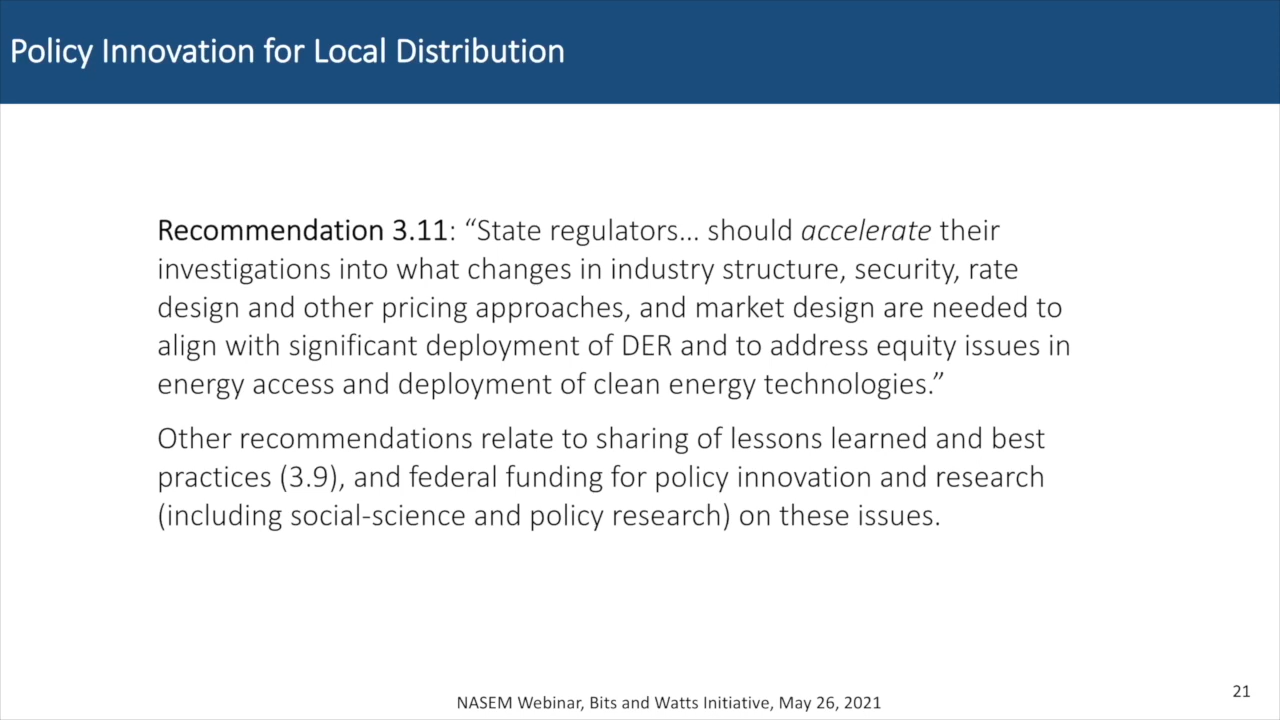 Policy Innovation for Local Distribution
Recommendation 3.11: “State regulators... should accelerate their
investigations into what changes in industry structure, security, rate
design and other pricing approaches, and market design are needed to
align with significant deployment of DER and to address equity issues in
energy access and deployment of clean energy technologies.”
Other recommendations relate to sharing of lessons learned and best
practices (3.9), and federal funding for policy innovation and research
(including social-science and policy research) on these issues.
NASEM Webinar, Bits and Watts Initiative, May 26, 2021
21